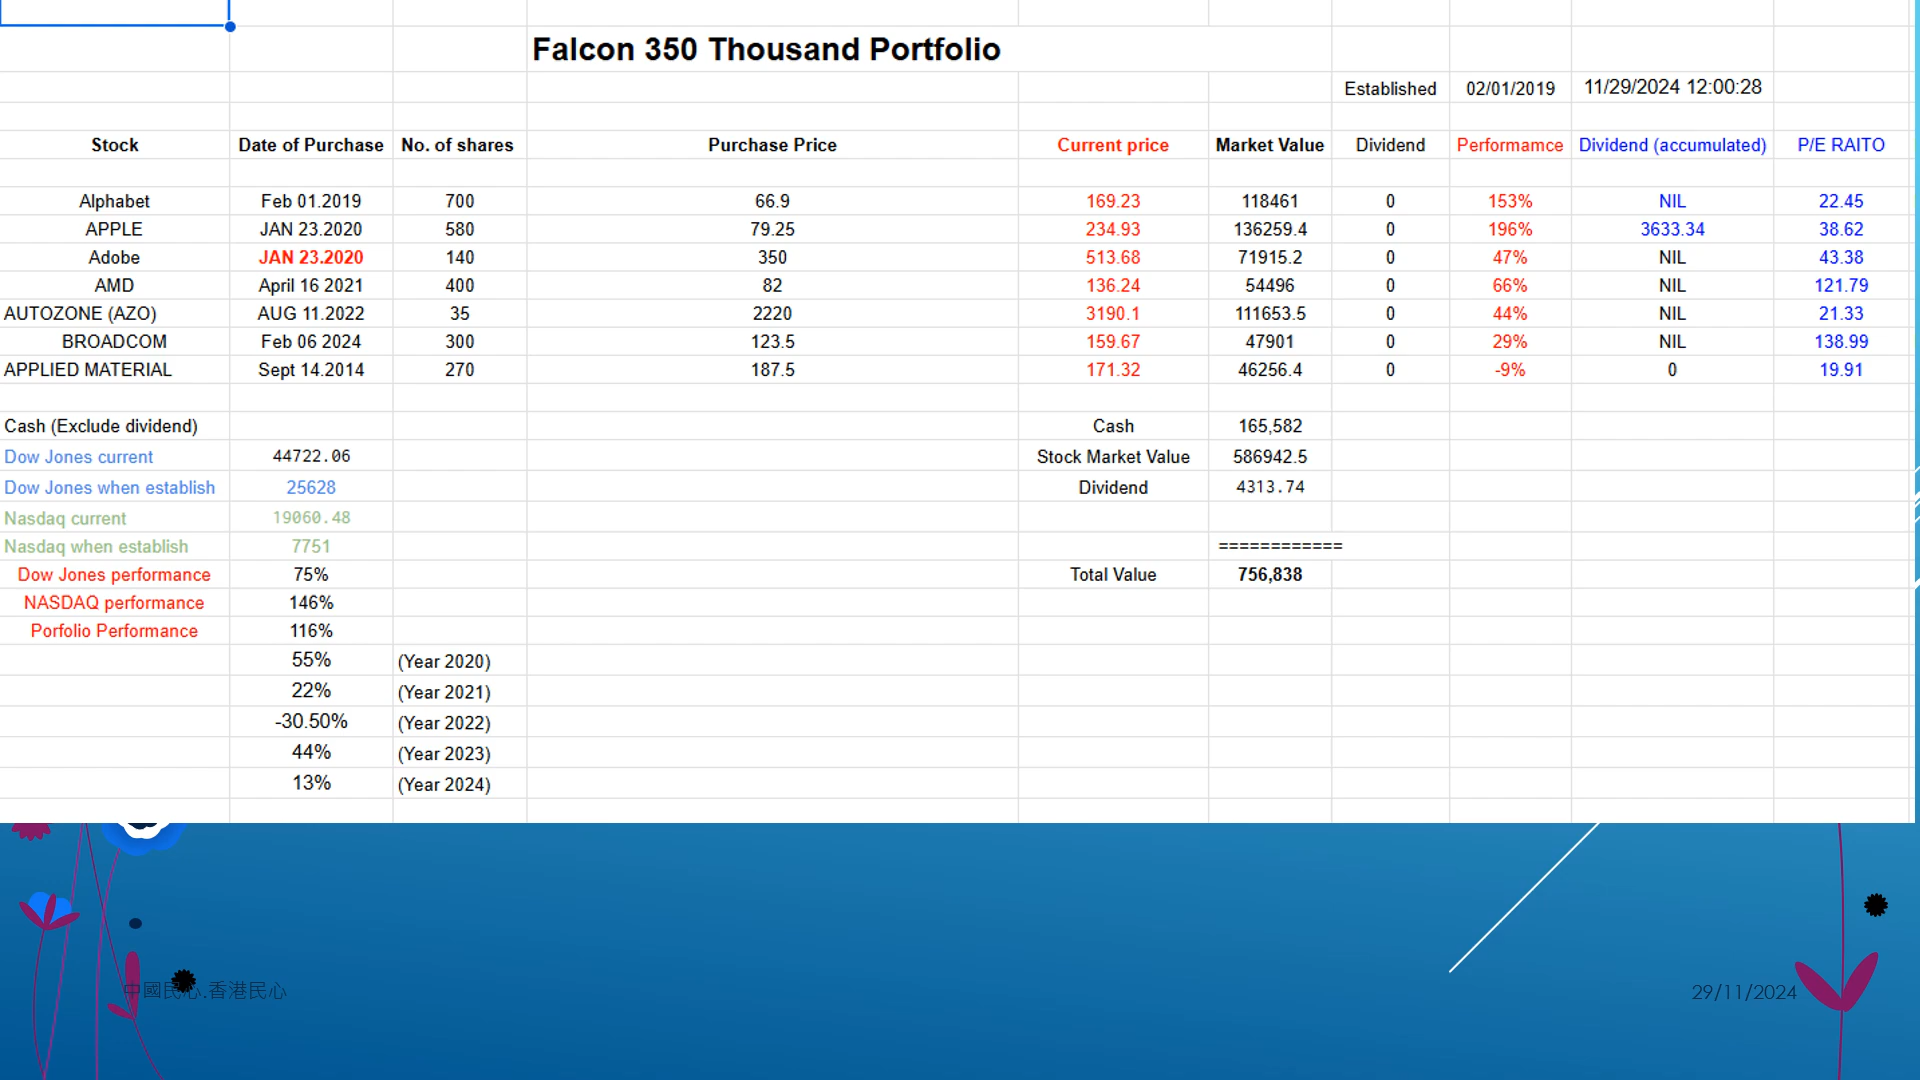 Falcon 350 Thousand Portfolio
Established 02/01/2019 11/29/2024 12:00:28
Stock Date of Purchase No. of shares Purchase Price Current price Market Value Dividend Performamce Dividend (accumulated) P/E RAITO
Alphabet Feb 01.2019 700 66.9 169.23 118461 0 153% NIL 22.45
APPLE JAN 23.2020 580 79.25 234.93 136259.4 0 196% 3633.34 38.62
Adobe JAN 23.2020 140 350 513.68 71915.2 0 47% NIL 43.38
AMD April 16 2021 400 82 136.24 54496 0 66% NIL 121.79
AUTOZONE (AZO) AUG 11.2022 35 2220 3190.1 111653.5 0 44% NIL 21.33
BROADCOM Feb 06 2024 300 123.5 159.67 47901 0 29% NIL 138.99
APPLIED MATERIAL Sept 14.2014 270 187.5 171.32 46256.4 0 -9% 0 19.91
Cash (Exclude dividend) Cash 165,582
Dow Jones current 44722.06 Stock Market Value 586942.5
Dow Jones when establish 25628 Dividend 4313.74
Nasdaq current 19060.48
Nasdaq when establish 7751 ============
Dow Jones performance 75% Total Value 756,838
NASDAQ performance 146%
Porfolio Performance 116%
55% (Year 2020)
22% (Year 2021)
-30.50% (Year 2022)
44% (Year 2023)
13% (Year 2024)
中國民心.香港民心 29/11/2024